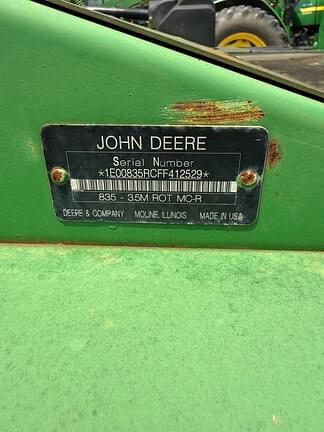 JOHN DEERE
Serial Number
*1E00835RCFF412529*
835 - 3.5M ROT MC-R
DEERE & COMPANY MOLINE, ILLINOIS MADE IN USA